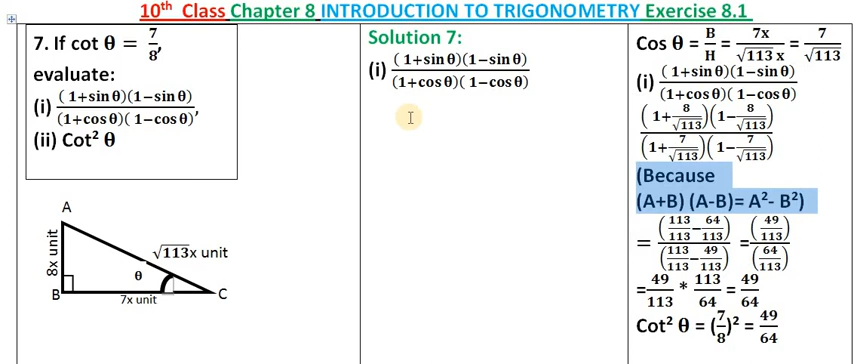 10th Class Chapter 8 INTRODUCTION TO TRIGONOMETRY Exercise 8.1
7. If cot θ = 7/8,
evaluate:
(i) (1+sin θ)(1−sin θ)/(1+cos θ)( 1−cos θ),
(ii) Cot² θ
A
8x unit
√113x unit
θ
B
7x unit
C
Solution 7:
(i) (1+sin θ)(1−sin θ)/(1+cos θ)( 1−cos θ)
Cos θ = B/H = 7x/√113 x = 7/√113
(i) (1+sin θ)(1−sin θ)/(1+cos θ)( 1−cos θ)
(1+8/√113)(1−8/√113)/(1+7/√113)(1−7/√113)
(Because
(A+B) (A-B)= A²- B²)
= (113/113−64/113)/(113/113−49/113) = (49/113)/(64/113)
= 49/113 * 113/64 = 49/64
Cot² θ = (7/8)² = 49/64